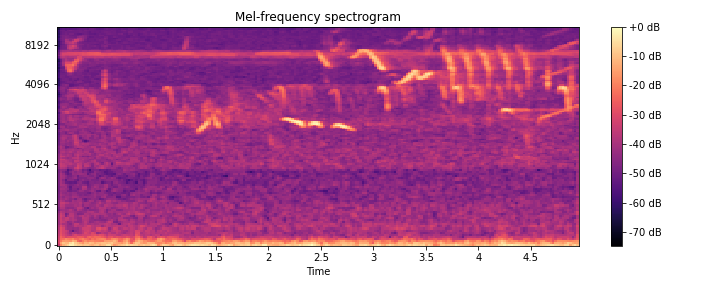 Mel-frequency spectrogram
8192
4096
2048
1024
512
0
Hz
0
0.5
1
1.5
2
2.5
3
3.5
4
4.5
Time
+0 dB
-10 dB
-20 dB
-30 dB
-40 dB
-50 dB
-60 dB
-70 dB